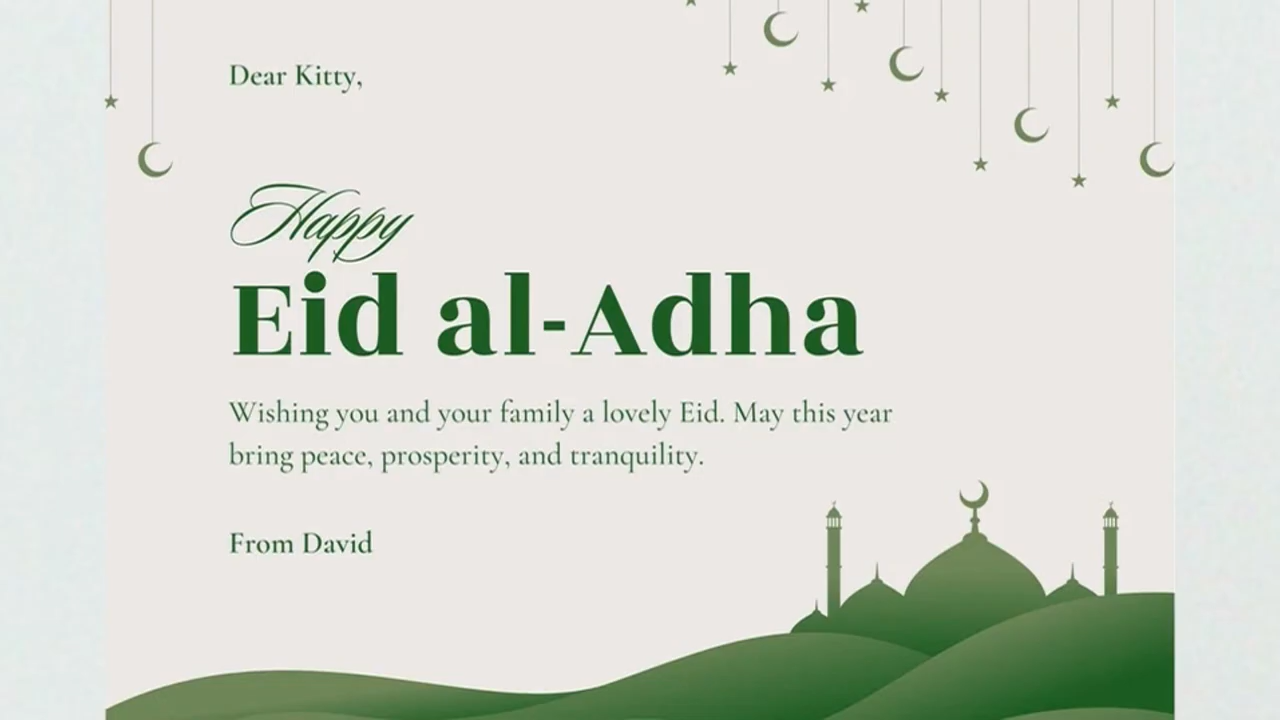 Dear Kitty,
Happy
Eid al-Adha
Wishing you and your family a lovely Eid. May this year
bring peace, prosperity, and tranquility.
From David